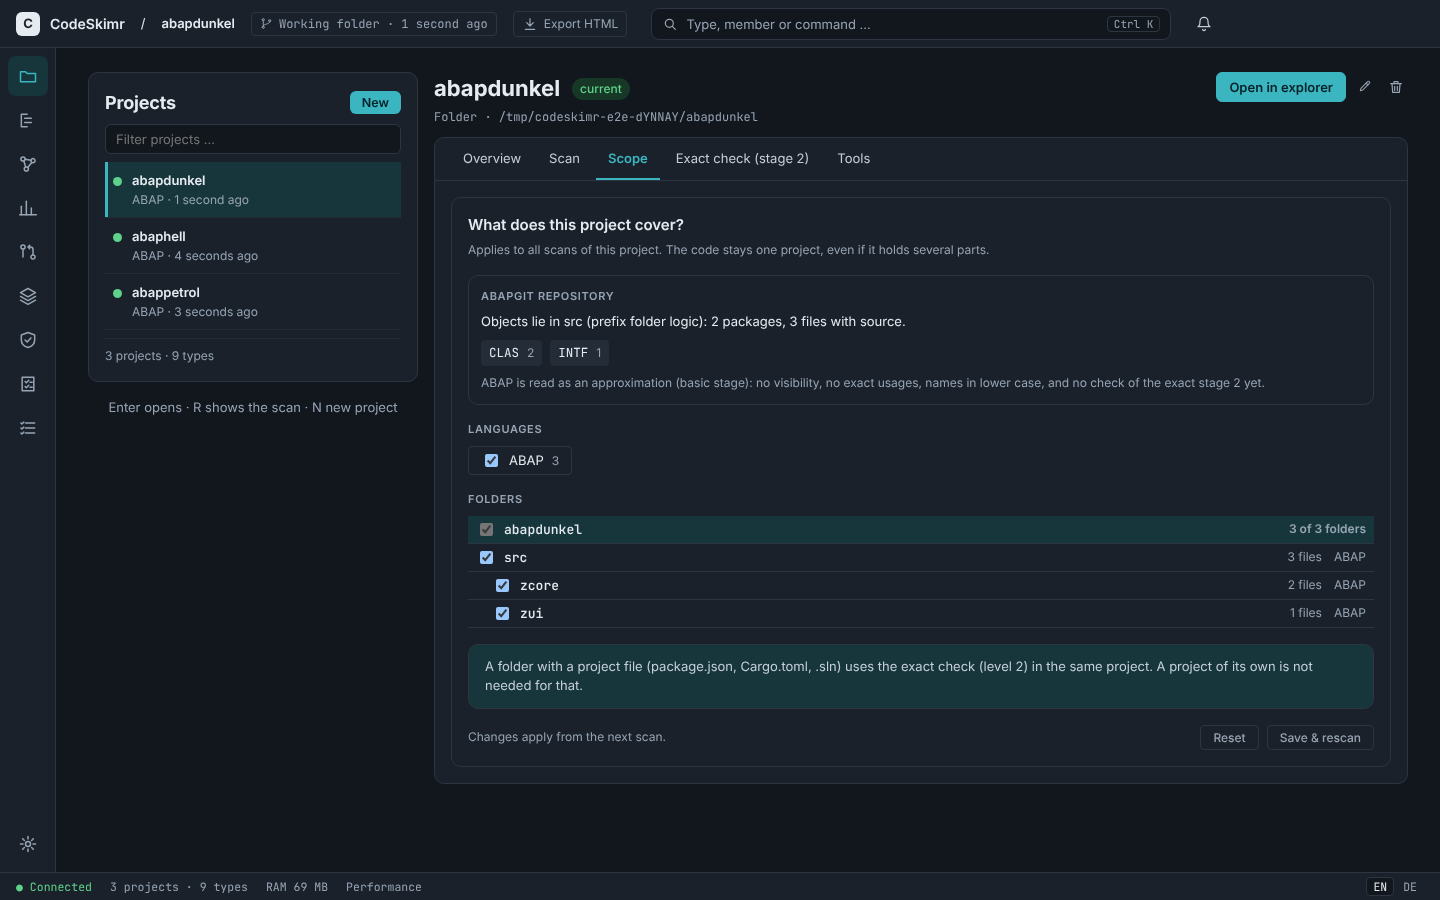 C CodeSkimr / abapdunkel Working folder · 1 second ago Export HTML Type, member or command ... Ctrl K
Projects New
Filter projects ...
abapdunkel
ABAP · 1 second ago
abaphell
ABAP · 4 seconds ago
abappetrol
ABAP · 3 seconds ago
3 projects · 9 types
Enter opens · R shows the scan · N new project
abapdunkel current Open in explorer
Folder · /tmp/codeskimr-e2e-dYNNAY/abapdunkel
Overview Scan Scope Exact check (stage 2) Tools
What does this project cover?
Applies to all scans of this project. The code stays one project, even if it holds several parts.
ABAPGIT REPOSITORY
Objects lie in src (prefix folder logic): 2 packages, 3 files with source.
CLAS 2 INTF 1
ABAP is read as an approximation (basic stage): no visibility, no exact usages, names in lower case, and no check of the exact stage 2 yet.
LANGUAGES
ABAP 3
FOLDERS
abapdunkel 3 of 3 folders
src 3 files ABAP
zcore 2 files ABAP
zui 1 files ABAP
A folder with a project file (package.json, Cargo.toml, .sln) uses the exact check (level 2) in the same project. A project of its own is not
needed for that.
Changes apply from the next scan. Reset Save & rescan
Connected 3 projects · 9 types RAM 69 MB Performance EN DE